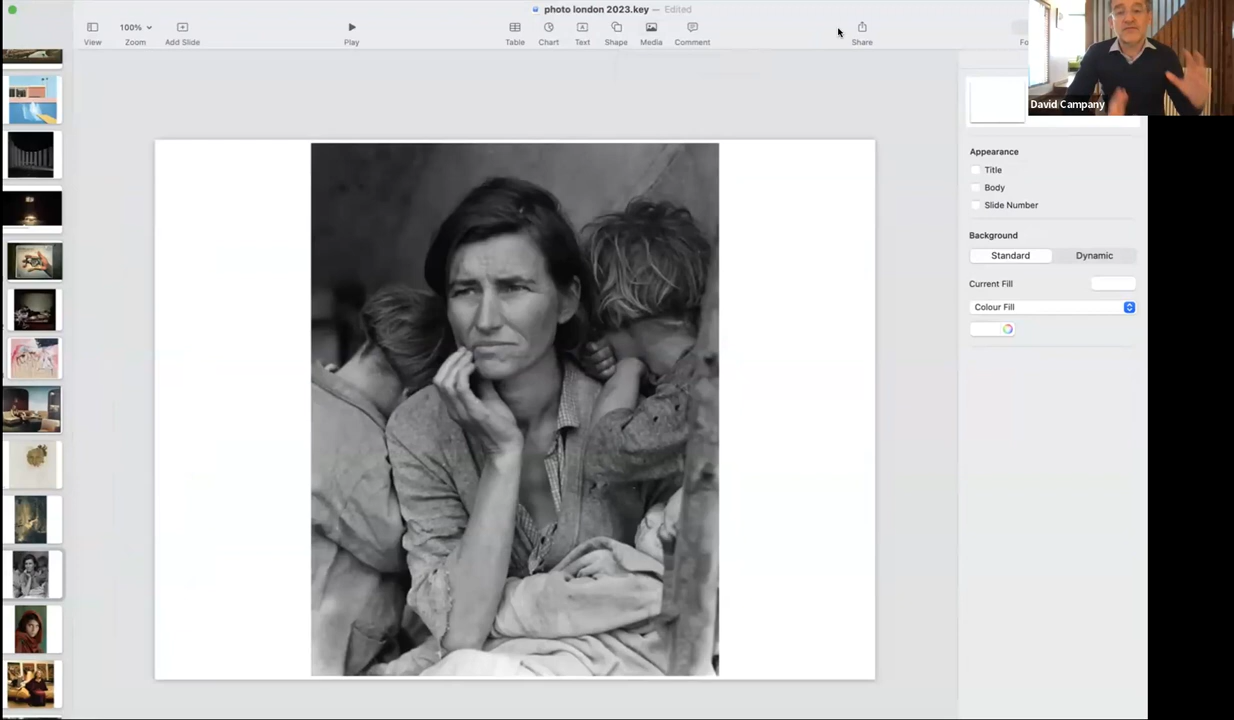 photo london 2023.key — Edited
100%
View
Zoom
Add Slide
Play
Table
Chart
Text
Shape
Media
Comment
Share
Fo
David Campany
Appearance
Title
Body
Slide Number
Background
Standard
Dynamic
Current Fill
Colour Fill